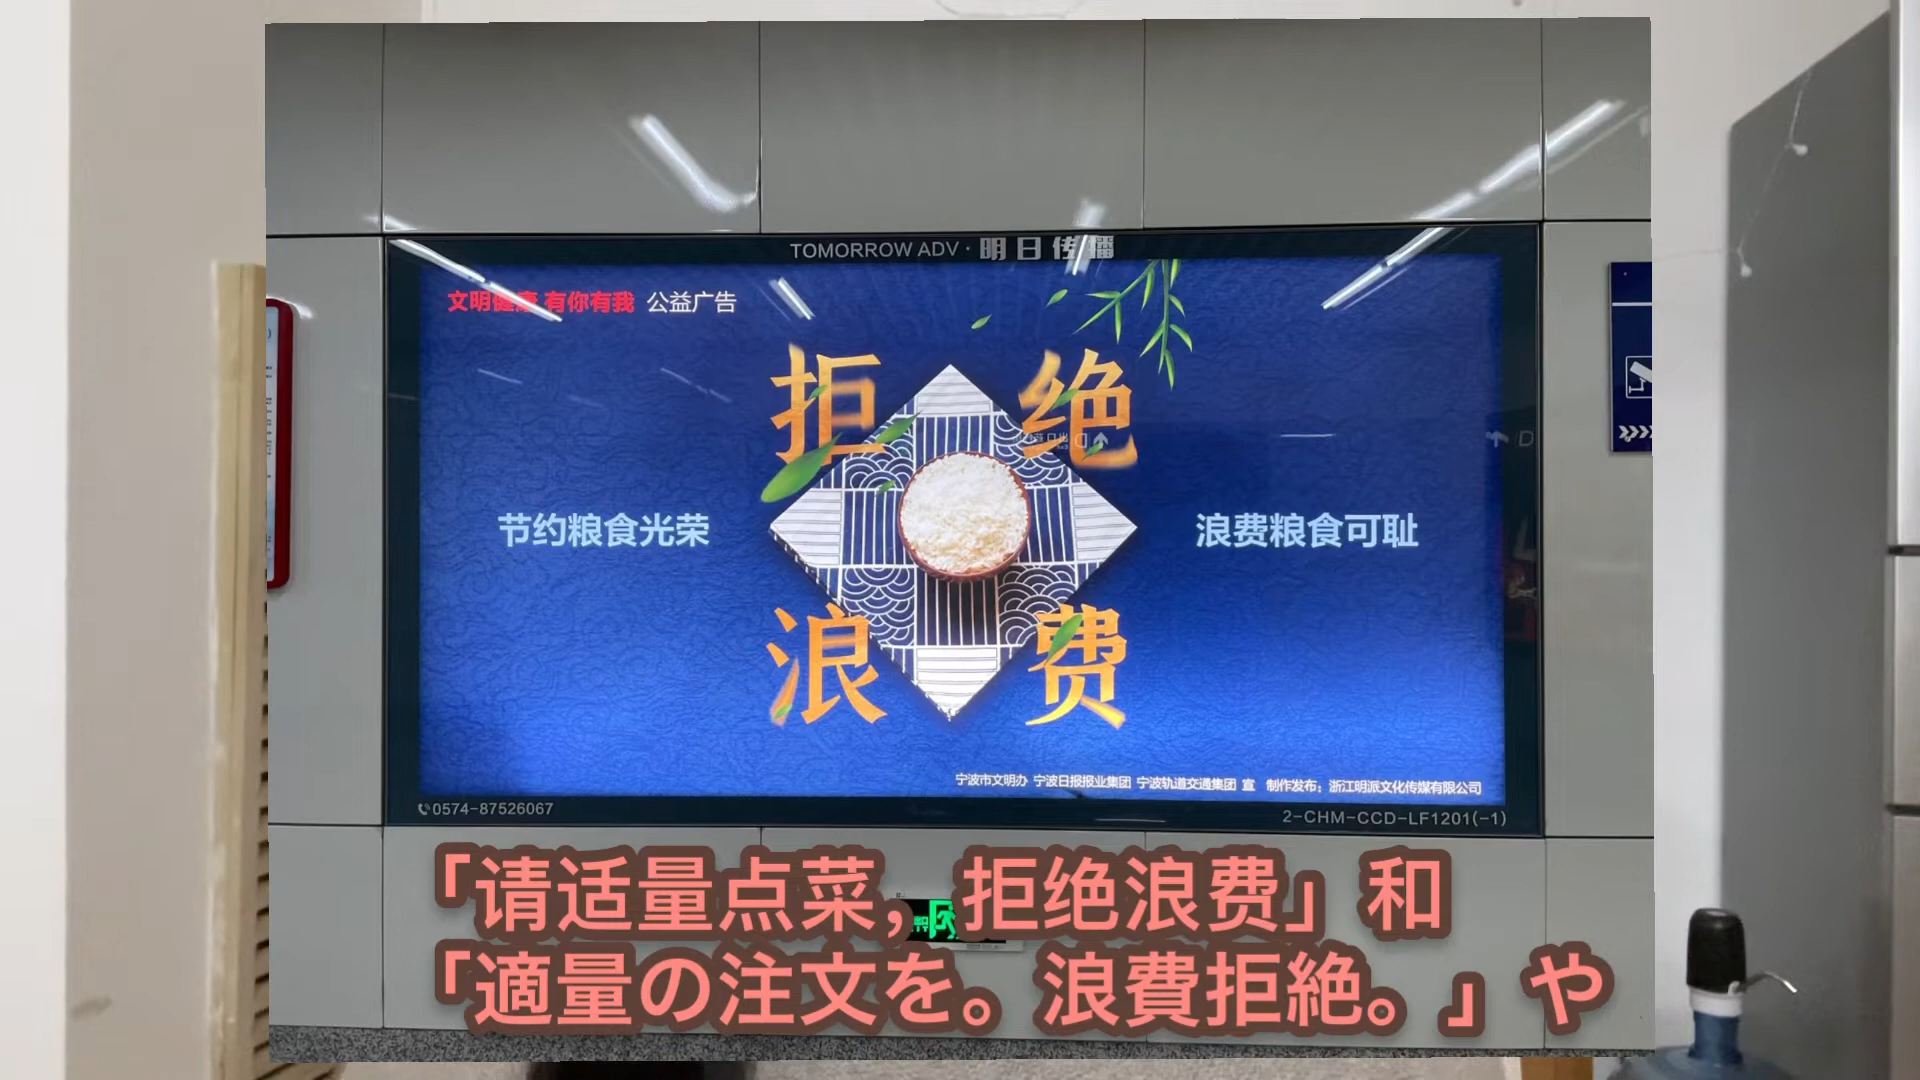 TOMORROW ADV · 明日传播
文明健康 有你有我 公益广告
拒绝
节约粮食光荣
浪费粮食可耻
浪费
宁波市文明办 宁波日报报业集团 宁波轨道交通集团 宣 制作发布：浙江明派文化传媒有限公司
0574-87526067
2-CHM-CCD-LF1201(-1)
「请适量点菜，拒绝浪费」和
「適量の注文を。浪費拒絶。」や